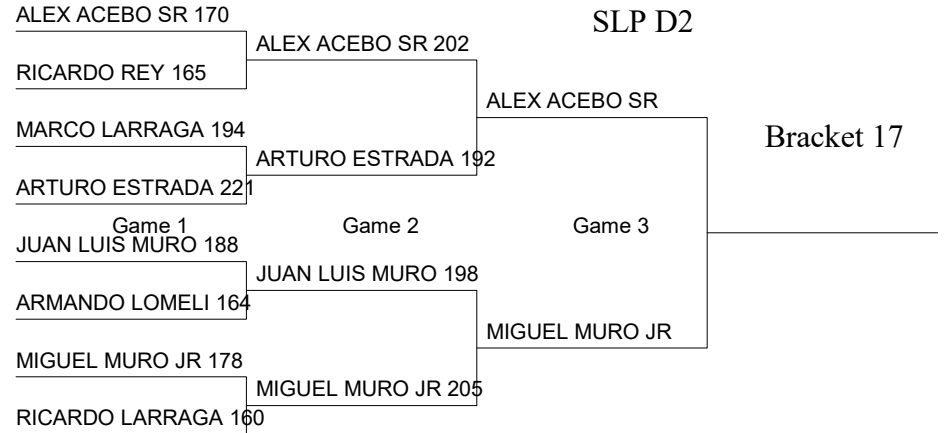 SLP D2
Bracket 17
ALEX ACEBO SR 170
RICARDO REY 165
MARCO LARRAGA 194
ARTURO ESTRADA 221
Game 1
JUAN LUIS MURO 188
ARMANDO LOMELI 164
MIGUEL MURO JR 178
RICARDO LARRAGA 160
ALEX ACEBO SR 202
ARTURO ESTRADA 192
Game 2
JUAN LUIS MURO 198
MIGUEL MURO JR 205
ALEX ACEBO SR
Game 3
MIGUEL MURO JR